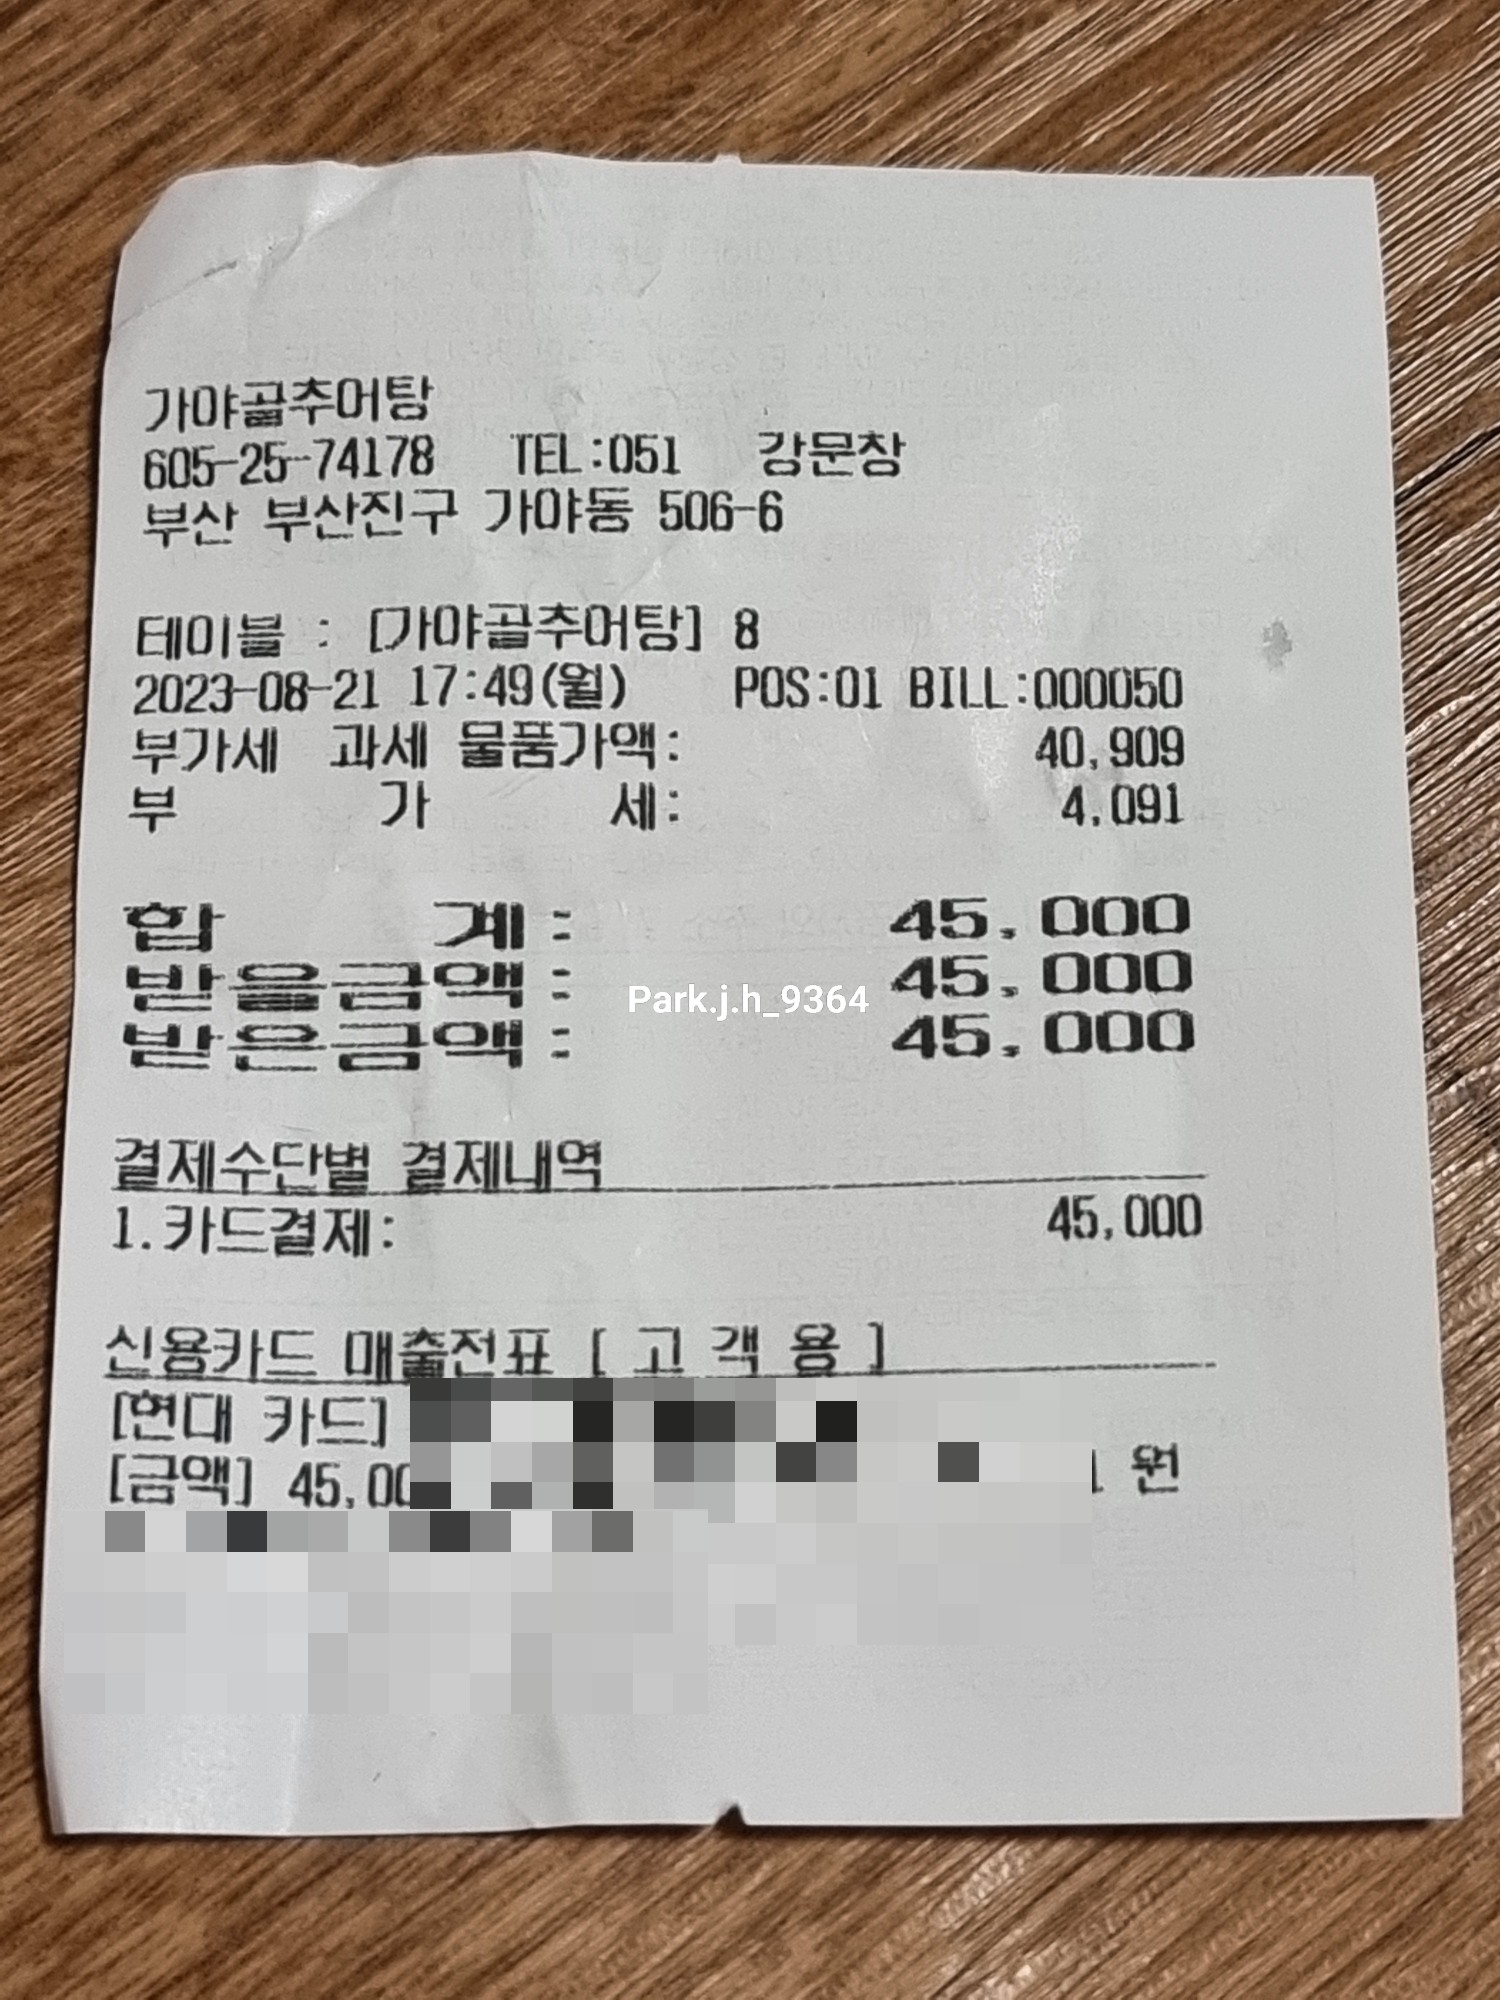 가야골추어탕
605-25-74178 TEL:051 강문창
부산 부산진구 가야동 506-6
테이블 : [가야골추어탕] 8
2023-08-21 17:49(월) POS:01 BILL:000050
부가세 과세 물품가액: 40,909
부 가 세: 4,091
합 계: 45,000
받을금액: 45,000
Park.j.h_9364
받은금액: 45,000
결제수단별 결제내역
1.카드결제: 45,000
신용카드 매출전표 [ 고 객 용 ]
[현대 카드]
[금액] 원